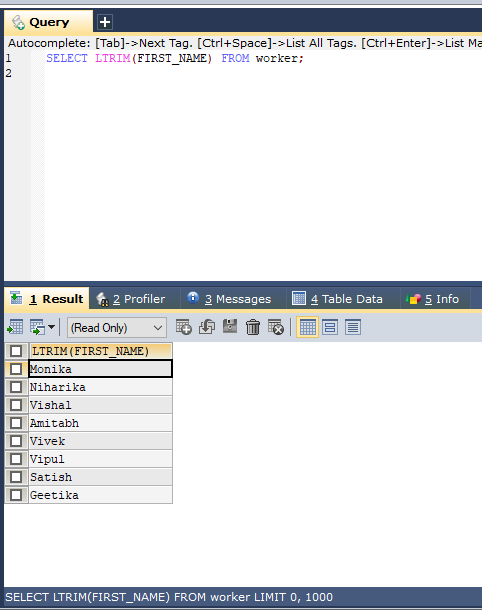 Query
Autocomplete: [Tab]->Next Tag. [Ctrl+Space]->List All Tags. [Ctrl+Enter]->List Ma
1 SELECT LTRIM(FIRST_NAME) FROM worker;
2
1 Result 2 Profiler 3 Messages 4 Table Data 5 Info
(Read Only)
LTRIM(FIRST_NAME)
Monika
Niharika
Vishal
Amitabh
Vivek
Vipul
Satish
Geetika
SELECT LTRIM(FIRST_NAME) FROM worker LIMIT 0, 1000